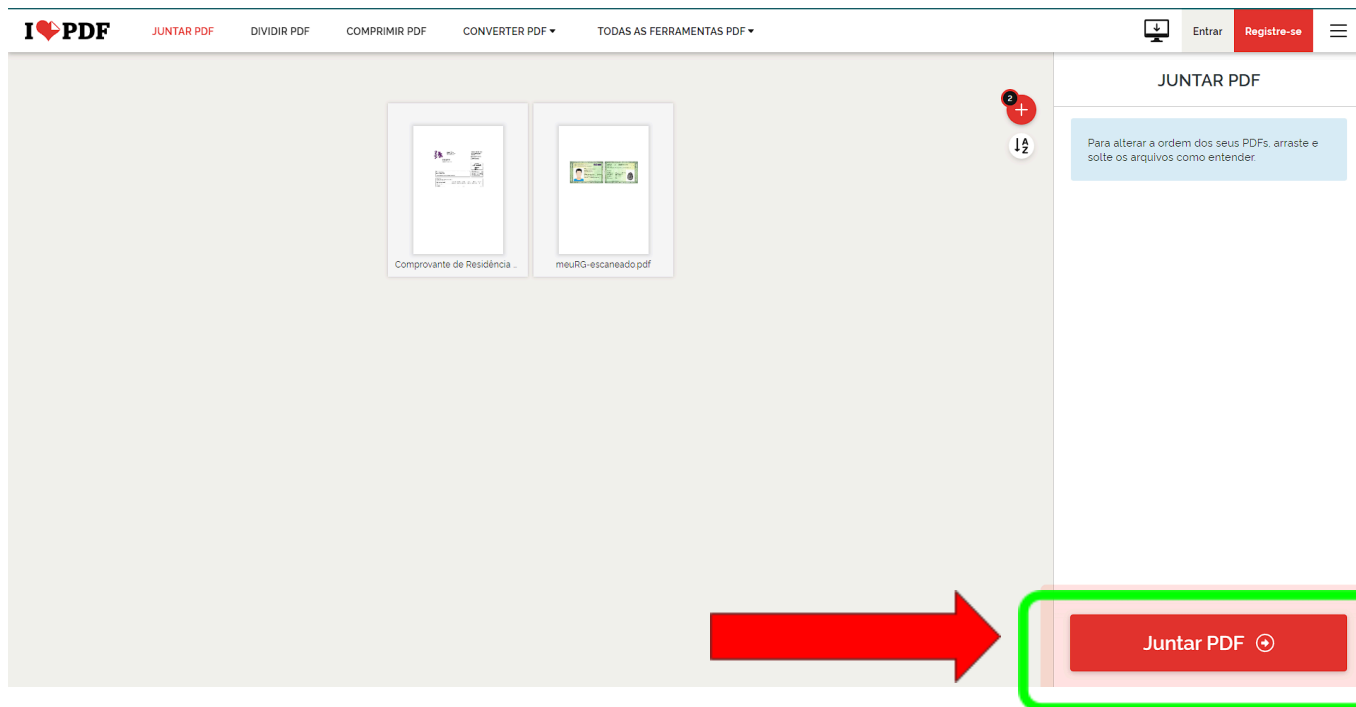 I PDF
JUNTAR PDF
DIVIDIR PDF
COMPRIMIR PDF
CONVERTER PDF
TODAS AS FERRAMENTAS PDF
Entrar
Registre-se
JUNTAR PDF
2
Para alterar a ordem dos seus PDFs, arraste e
solte os arquivos como entender.
A
Z
Comprovante de Residência ...
meuRG-escaneado.pdf
Juntar PDF